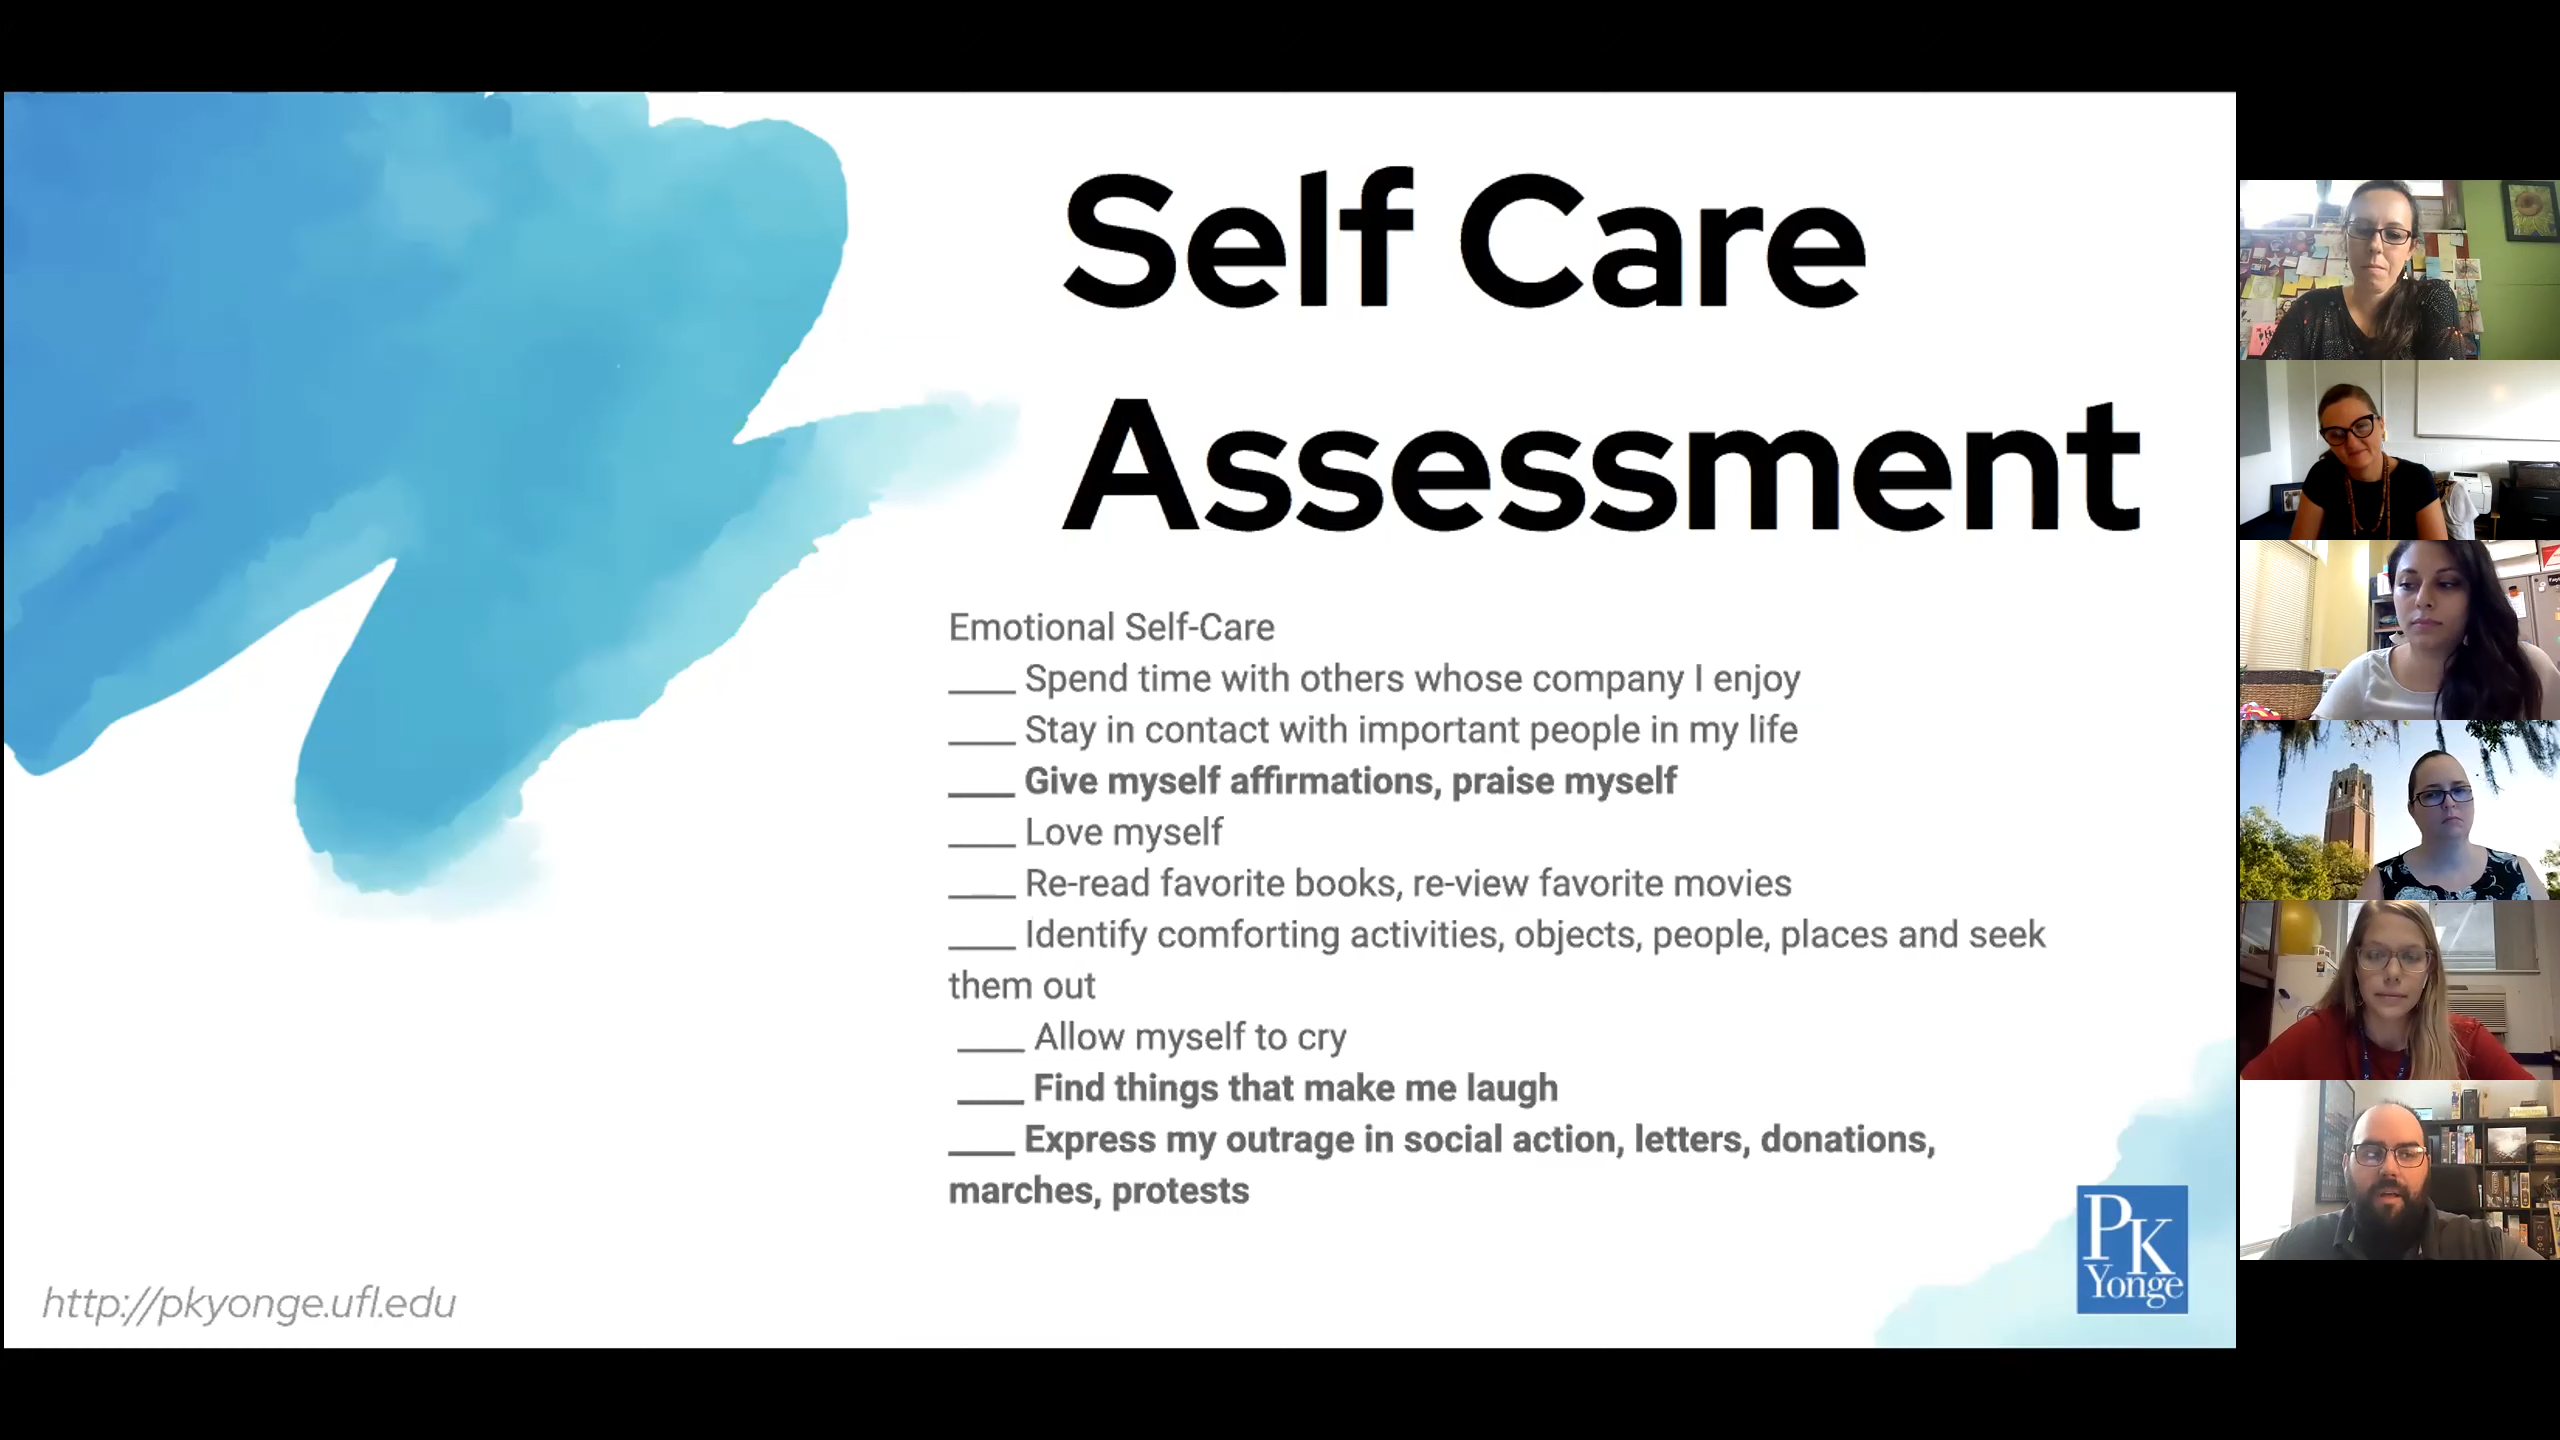 Self Care
Assessment
Emotional Self-Care
____ Spend time with others whose company I enjoy
____ Stay in contact with important people in my life
____ Give myself affirmations, praise myself
____ Love myself
____ Re-read favorite books, re-view favorite movies
____ Identify comforting activities, objects, people, places and seek
them out
____ Allow myself to cry
____ Find things that make me laugh
____ Express my outrage in social action, letters, donations,
marches, protests
http://pkyonge.ufl.edu
PK
Yonge